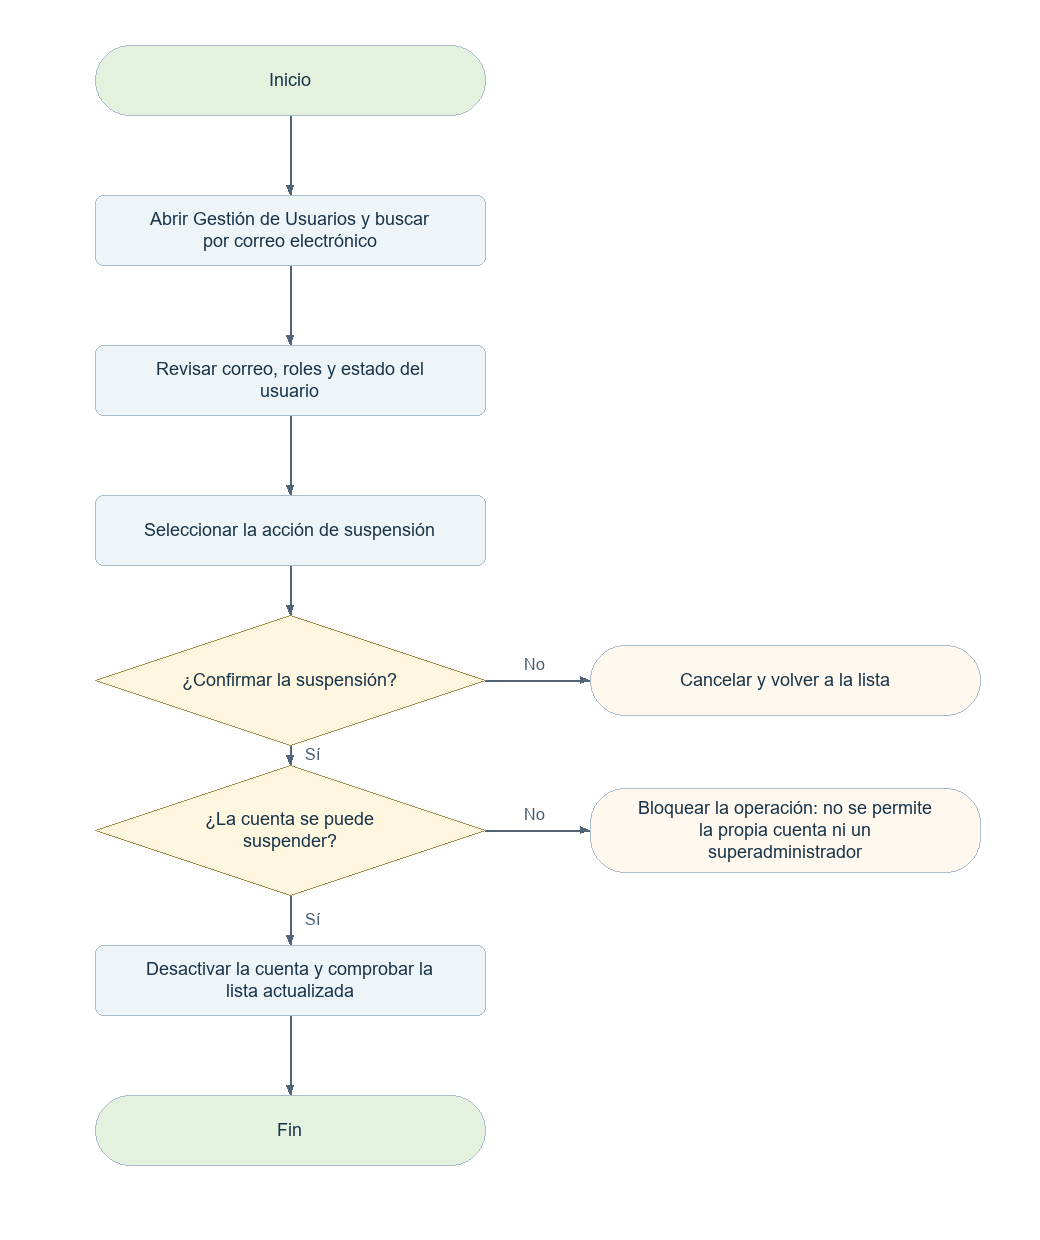 Inicio
Abrir Gestión de Usuarios y buscar
por correo electrónico
Revisar correo, roles y estado del
usuario
Seleccionar la acción de suspensión
¿Confirmar la suspensión?
No
Cancelar y volver a la lista
Sí
¿La cuenta se puede
suspender?
No
Bloquear la operación: no se permite
la propia cuenta ni un
superadministrador
Sí
Desactivar la cuenta y comprobar la
lista actualizada
Fin